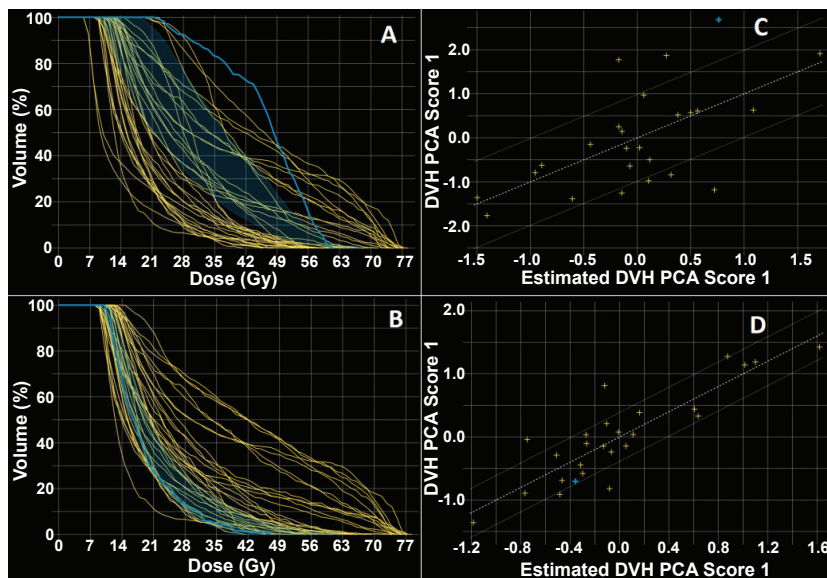 A
100
80
60
40
20
0
Volume (%)
0 7 14 21 28 35 42 49 56 63 70 77
Dose (Gy)
C
2.0
1.0
0.0
-1.0
-2.0
DVH PCA Score 1
-1.5 -1.0 -0.5 0.0 0.5 1.0 1.5
Estimated DVH PCA Score 1
B
100
80
60
40
20
0
Volume (%)
0 7 14 21 28 35 42 49 56 63 70 77
Dose (Gy)
D
2.0
1.0
0.0
-1.0
DVH PCA Score 1
-1.2 -0.8 -0.4 0.0 0.4 0.8 1.2 1.6
Estimated DVH PCA Score 1